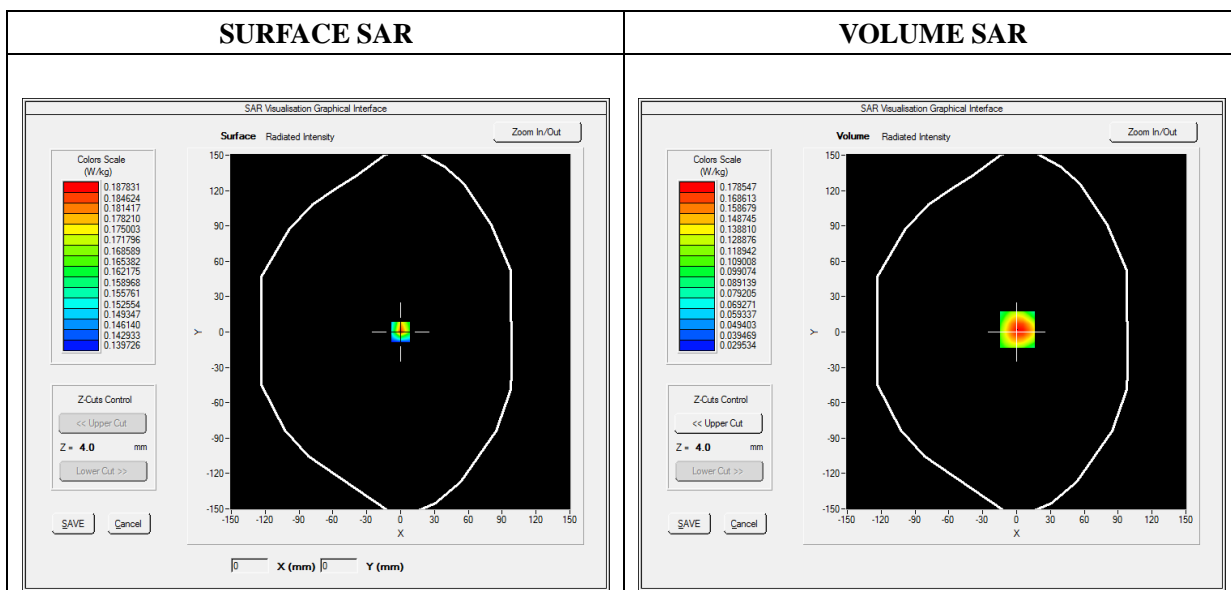 SURFACE SAR
SAR Visualisation Graphical Interface
Surface Radiated Intensity
Zoom In/Out
Colors Scale
(W/kg)
0.187831
0.184624
0.181417
0.178210
0.175003
0.171796
0.168589
0.165382
0.162175
0.158968
0.155761
0.152554
0.149347
0.146140
0.142933
0.139726
Z-Cuts Control
<< Upper Cut
Z = 4.0 mm
Lower Cut >>
SAVE Cancel
150
120
90
60
30
Y 0
-30
-60
-90
-120
-150
-150 -120 -90 -60 -30 0 30 60 90 120 150
X
0 X (mm) 0 Y (mm)
VOLUME SAR
SAR Visualisation Graphical Interface
Volume Radiated Intensity
Zoom In/Out
Colors Scale
(W/kg)
0.178547
0.168613
0.158679
0.148745
0.138810
0.128876
0.118942
0.109008
0.099074
0.089139
0.079205
0.069271
0.059337
0.049403
0.039469
0.029534
Z-Cuts Control
<< Upper Cut
Z = 4.0 mm
Lower Cut >>
SAVE Cancel
150
120
90
60
30
Y 0
-30
-60
-90
-120
-150
-150 -120 -90 -60 -30 0 30 60 90 120 150
X